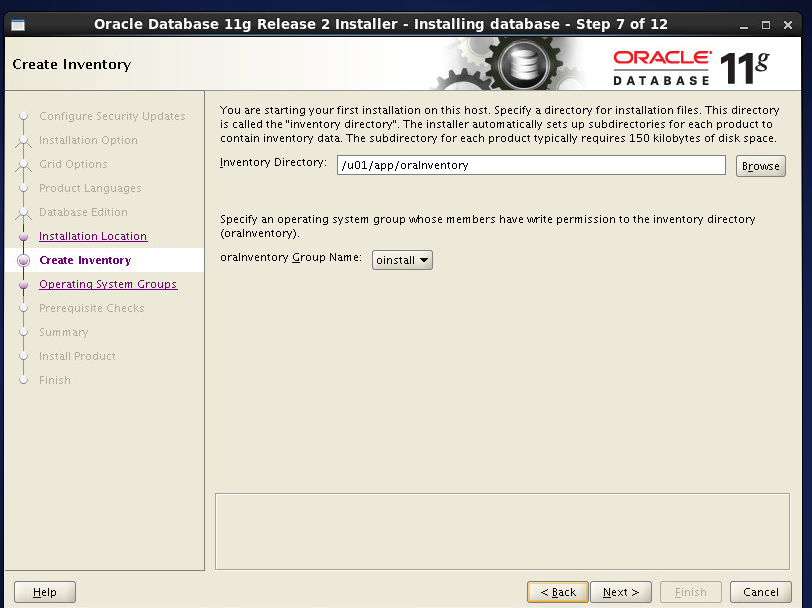 Oracle Database 11g Release 2 Installer - Installing database - Step 7 of 12
Create Inventory
ORACLE
DATABASE
11g
Configure Security Updates
Installation Option
Grid Options
Product Languages
Database Edition
Installation Location
Create Inventory
Operating System Groups
Prerequisite Checks
Summary
Install Product
Finish
You are starting your first installation on this host. Specify a directory for installation files. This directory
is called the "inventory directory". The installer automatically sets up subdirectories for each product to
contain inventory data. The subdirectory for each product typically requires 150 kilobytes of disk space.
Inventory Directory: /u01/app/oraInventory Browse
Specify an operating system group whose members have write permission to the inventory directory
(oraInventory).
oraInventory Group Name: oinstall
Help < Back Next > Finish Cancel